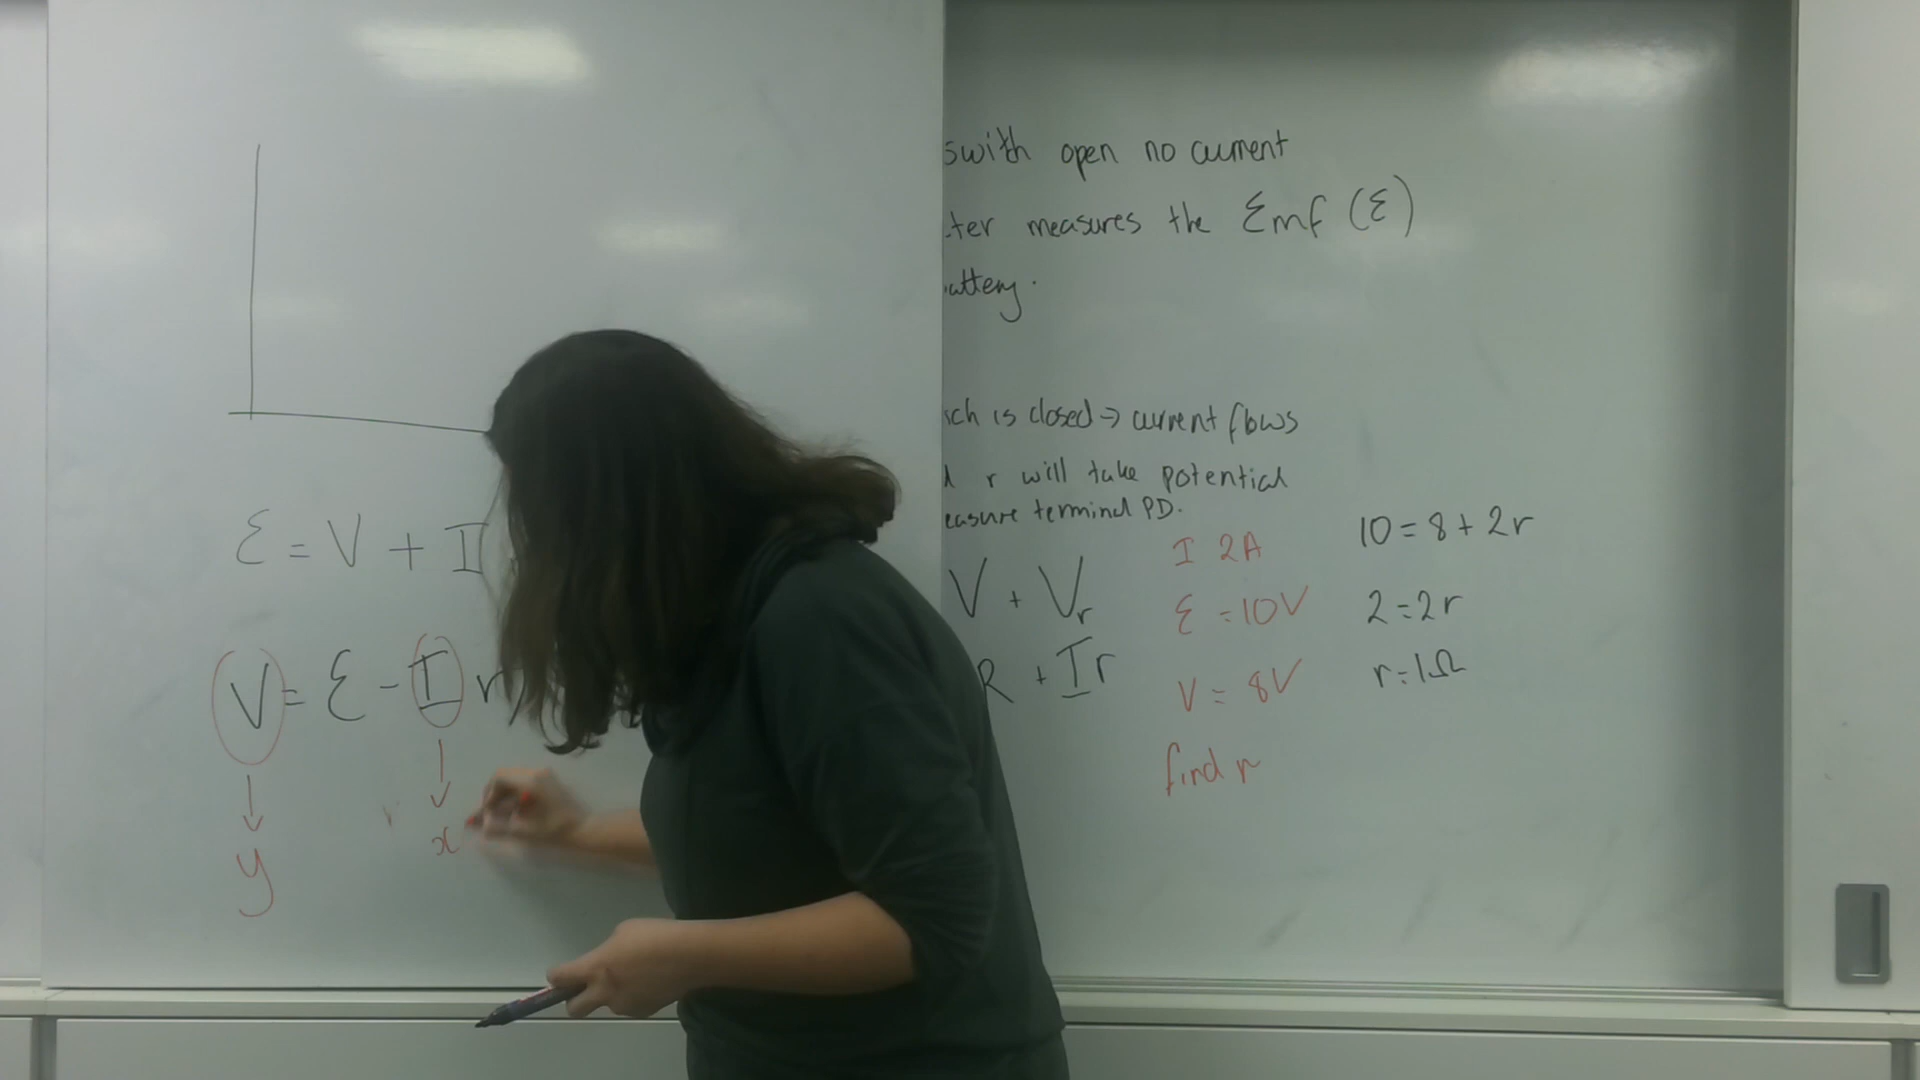 ε = V + I
V = ε - I r
y
x
swith open no current
ter measures the Emf (ε)
attery.
ch is closed → current flows
r will take potential
easure terminal PD.
V + Vr
R + Ir
I 2A
ε = 10V
V = 8V
find r
10 = 8 + 2r
2 = 2r
r = 1Ω